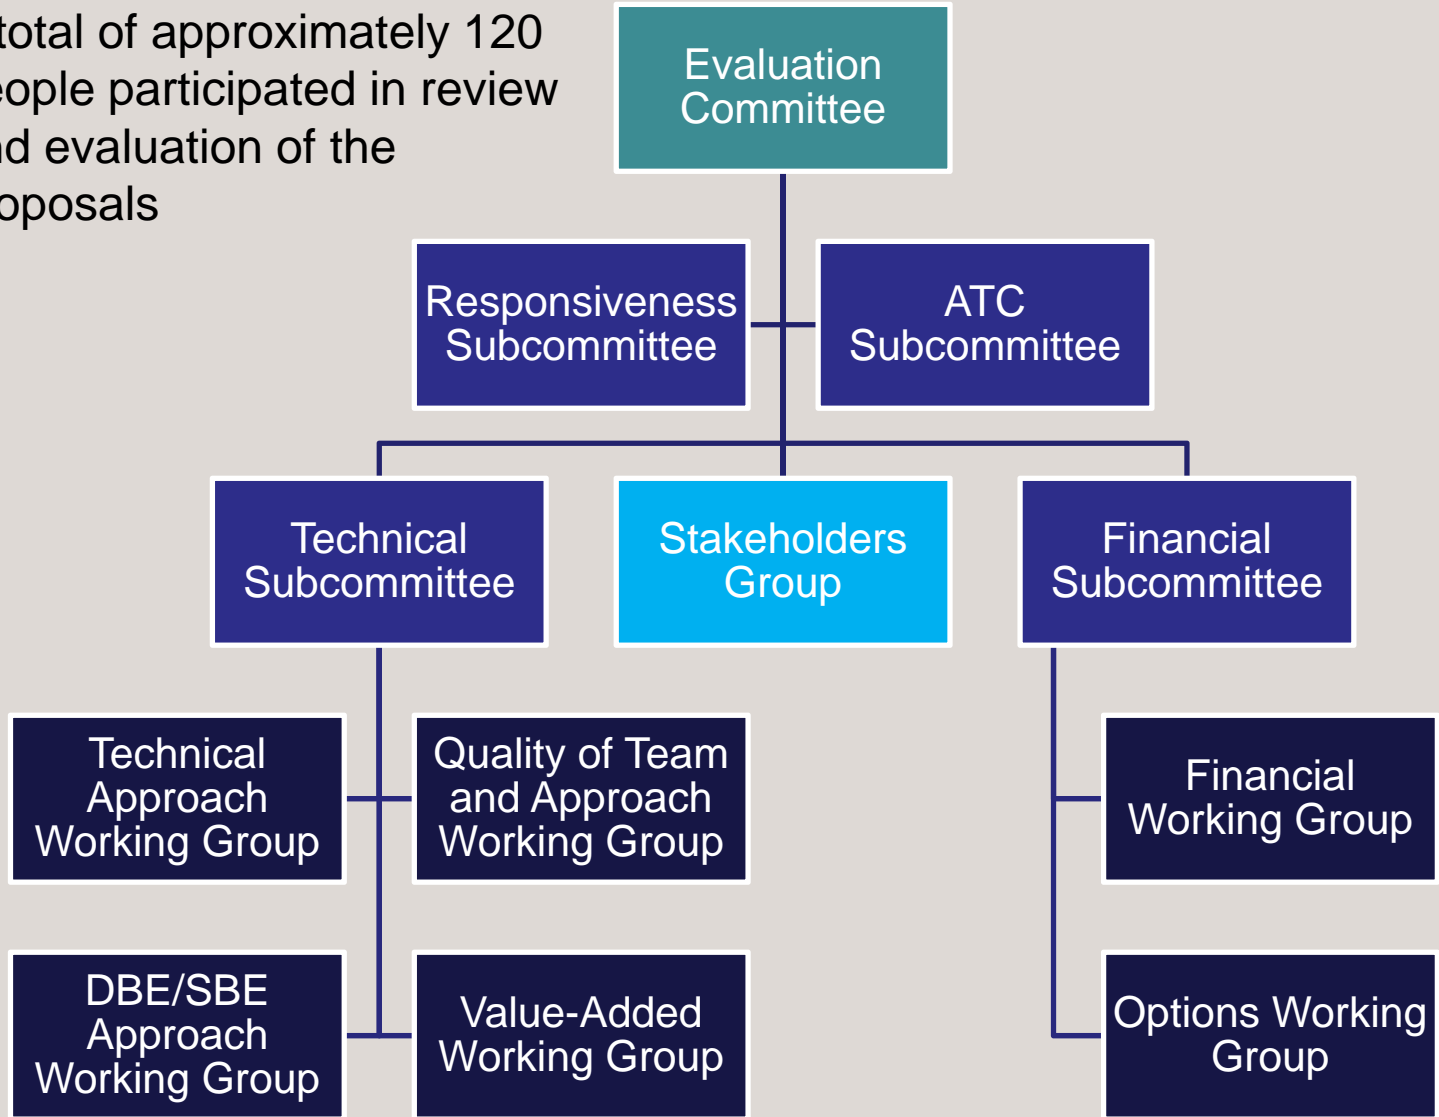 total of approximately 120
eople participated in review
nd evaluation of the
oposals
Evaluation
Committee
Responsiveness
Subcommittee
ATC
Subcommittee
Technical
Subcommittee
Stakeholders
Group
Financial
Subcommittee
Technical
Approach
Working Group
Quality of Team
and Approach
Working Group
Financial
Working Group
DBE/SBE
Approach
Working Group
Value-Added
Working Group
Options Working
Group